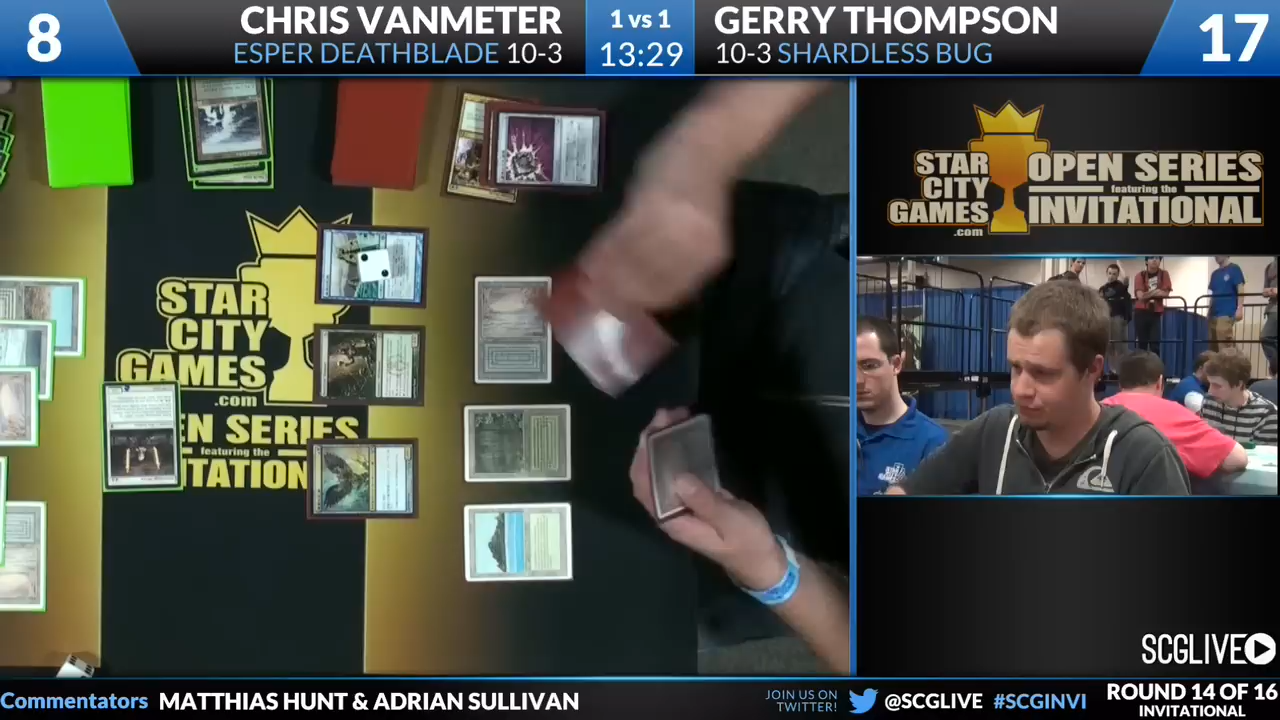 8
CHRIS VANMETER
ESPER DEATHBLADE 10-3
1 vs 1
13:29
GERRY THOMPSON
10-3 SHARDLESS BUG
17
STAR
CITY
GAMES
.com
OPEN SERIES
featuring the
INVITATIONAL
STAR
CITY
GAMES
.com
EN SERIES
featuring the
ITATION
SCGLIVE
Commentators MATTHIAS HUNT & ADRIAN SULLIVAN
JOIN US ON
TWITTER!
@SCGLIVE #SCGINVI
ROUND 14 OF 16
INVITATIONAL